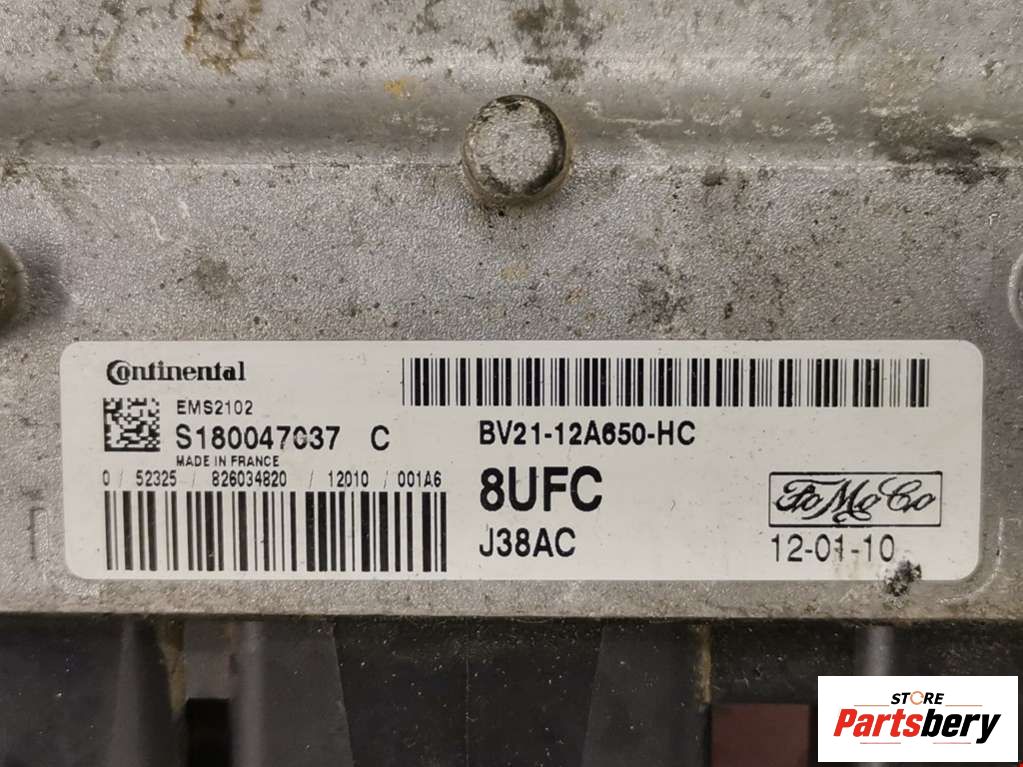 Continental
EMS2102
S180047037 C
MADE IN FRANCE
0 / 52325 / 826034820 / 12010 / 001A6
BV21-12A650-HC
8UFC
J38AC
FoMoCo
12-01-10
STORE
Partsbery